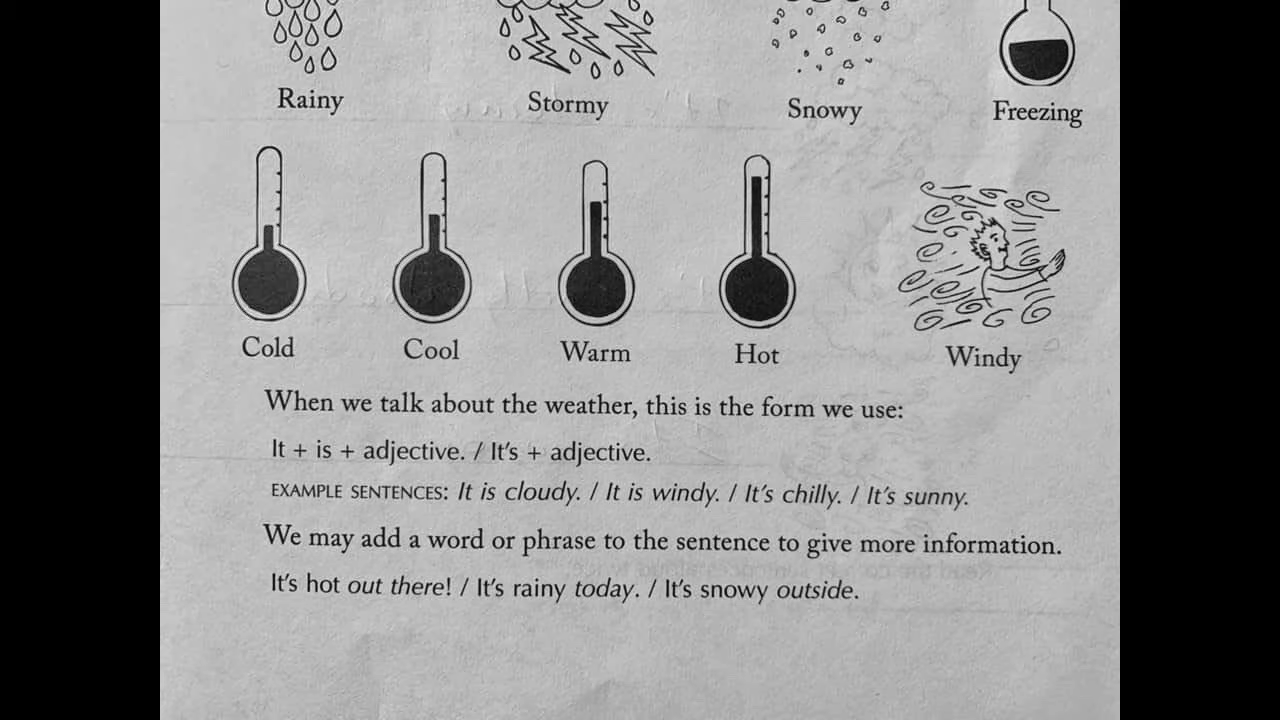 Rainy Stormy Snowy Freezing
Cold Cool Warm Hot Windy
When we talk about the weather, this is the form we use:
It + is + adjective. / It's + adjective.
EXAMPLE SENTENCES: It is cloudy. / It is windy. / It's chilly. / It's sunny.
We may add a word or phrase to the sentence to give more information.
It's hot out there! / It's rainy today. / It's snowy outside.